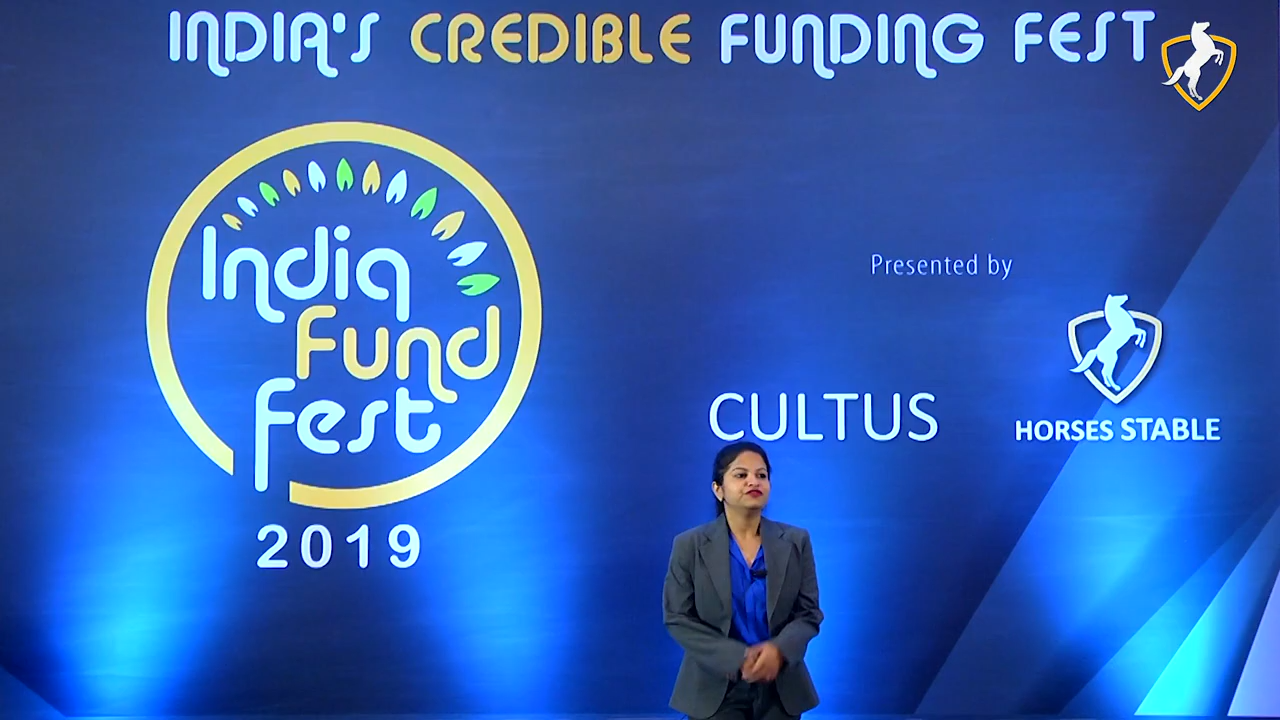 INDIA'S CREDIBLE FUNDING FEST
India
Fund
Fest
2019
Presented by
CULTUS
HORSES STABLE